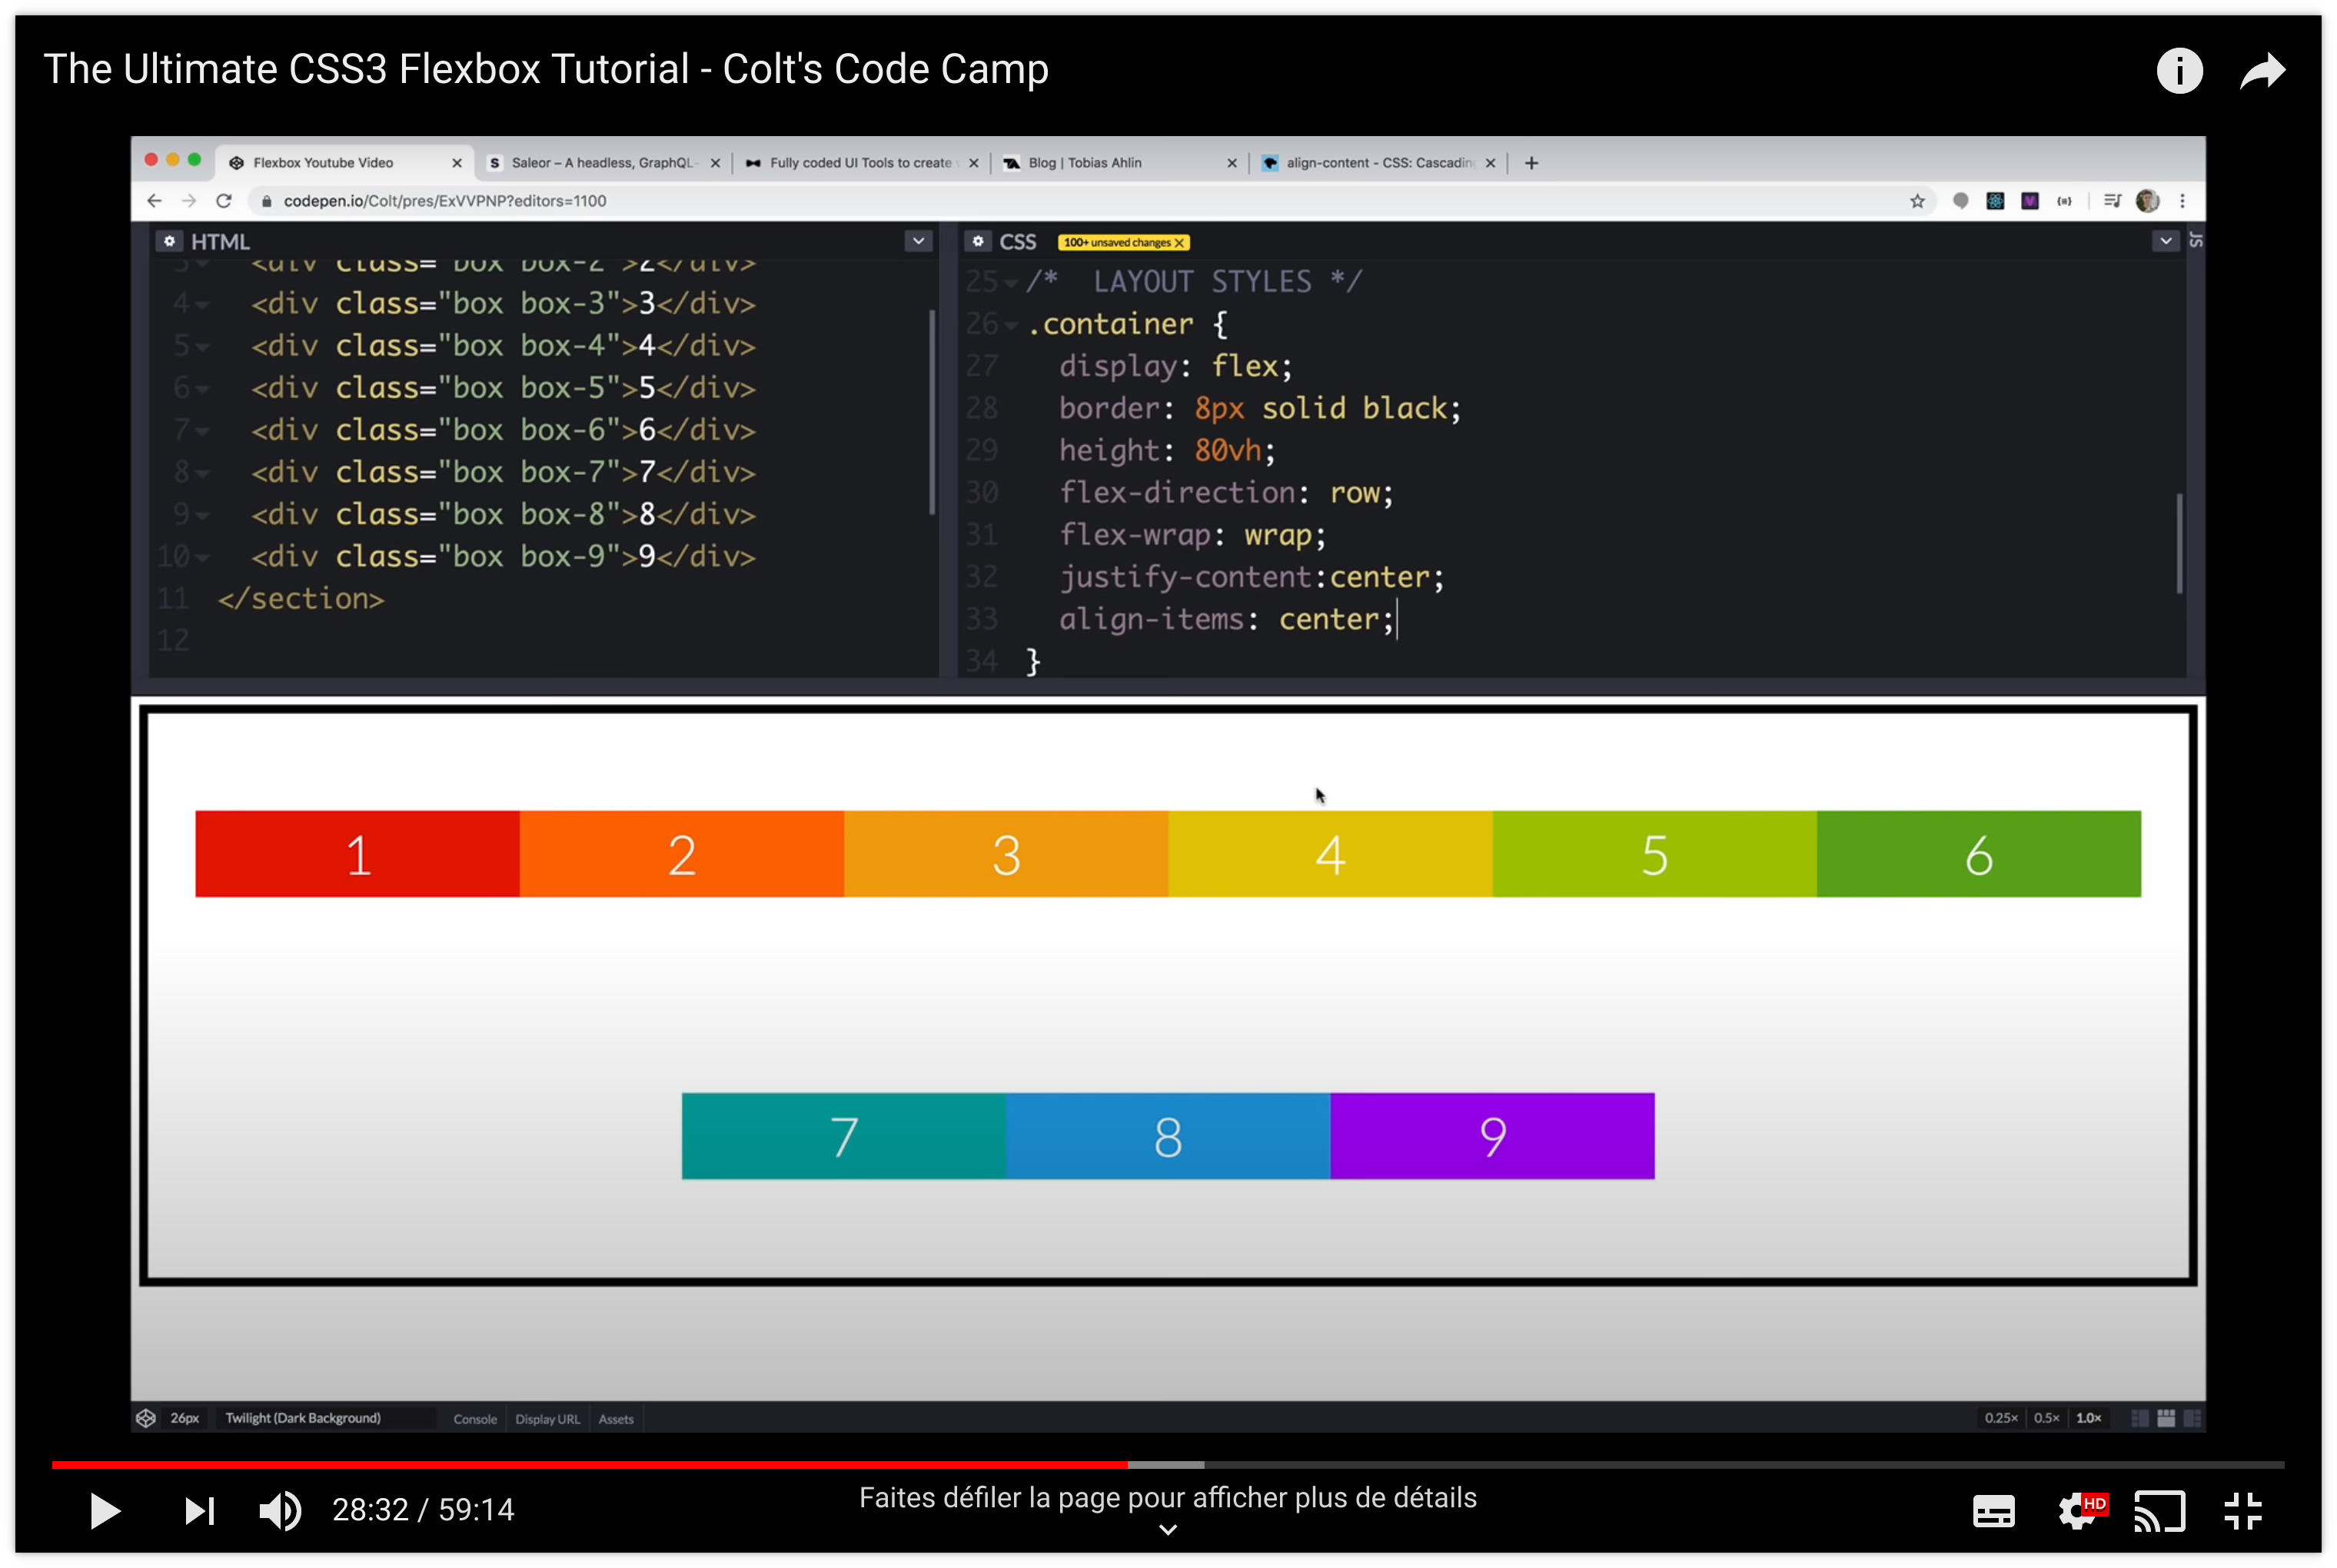 The Ultimate CSS3 Flexbox Tutorial - Colt's Code Camp
Flexbox Youtube Video
Saleor – A headless, GraphQL-
Fully coded UI Tools to create
Blog | Tobias Ahlin
align-content - CSS: Cascading
codepen.io/Colt/pres/ExVVPNP?editors=1100
HTML
3 <div class="box box-2">2</div>
4 <div class="box box-3">3</div>
5 <div class="box box-4">4</div>
6 <div class="box box-5">5</div>
7 <div class="box box-6">6</div>
8 <div class="box box-7">7</div>
9 <div class="box box-8">8</div>
10 <div class="box box-9">9</div>
11 </section>
12
CSS 100+ unsaved changes X
JS
25 /*  LAYOUT STYLES */
26 .container {
27 display: flex;
28 border: 8px solid black;
29 height: 80vh;
30 flex-direction: row;
31 flex-wrap: wrap;
32 justify-content:center;
33 align-items: center;
34 }
1 2 3 4 5 6
7 8 9
26px Twilight (Dark Background) Console Display URL Assets 0.25× 0.5× 1.0×
Faites défiler la page pour afficher plus de détails
28:32 / 59:14
HD